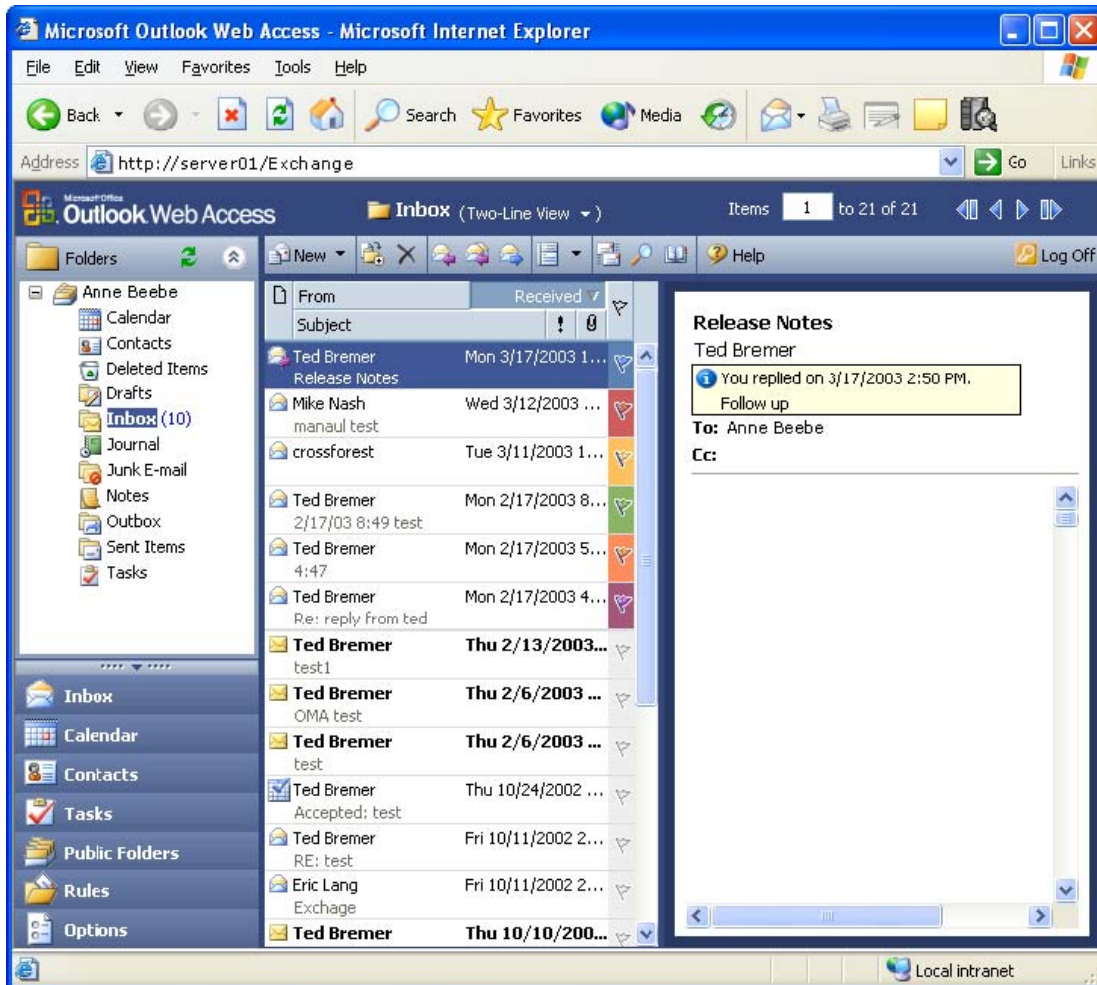 Microsoft Outlook Web Access - Microsoft Internet Explorer
File Edit View Favorites Tools Help
Back Search Favorites Media
Address http://server01/Exchange Go Links
Microsoft Office
Outlook Web Access Inbox (Two-Line View ) Items 1 to 21 of 21
Folders New Help Log Off
Anne Beebe
Calendar
Contacts
Deleted Items
Drafts
Inbox (10)
Journal
Junk E-mail
Notes
Outbox
Sent Items
Tasks
Inbox
Calendar
Contacts
Tasks
Public Folders
Rules
Options
From Received
Subject !
Ted Bremer Mon 3/17/2003 1...
Release Notes
Mike Nash Wed 3/12/2003 ...
manaul test
crossforest Tue 3/11/2003 1...
Ted Bremer Mon 2/17/2003 8...
2/17/03 8:49 test
Ted Bremer Mon 2/17/2003 5...
4:47
Ted Bremer Mon 2/17/2003 4...
Re: reply from ted
Ted Bremer Thu 2/13/2003...
test1
Ted Bremer Thu 2/6/2003 ...
OMA test
Ted Bremer Thu 2/6/2003 ...
test
Ted Bremer Thu 10/24/2002 ...
Accepted: test
Ted Bremer Fri 10/11/2002 2...
RE: test
Eric Lang Fri 10/11/2002 2...
Exchage
Ted Bremer Thu 10/10/200...
Release Notes
Ted Bremer
You replied on 3/17/2003 2:50 PM.
Follow up
To: Anne Beebe
Cc:
Local intranet